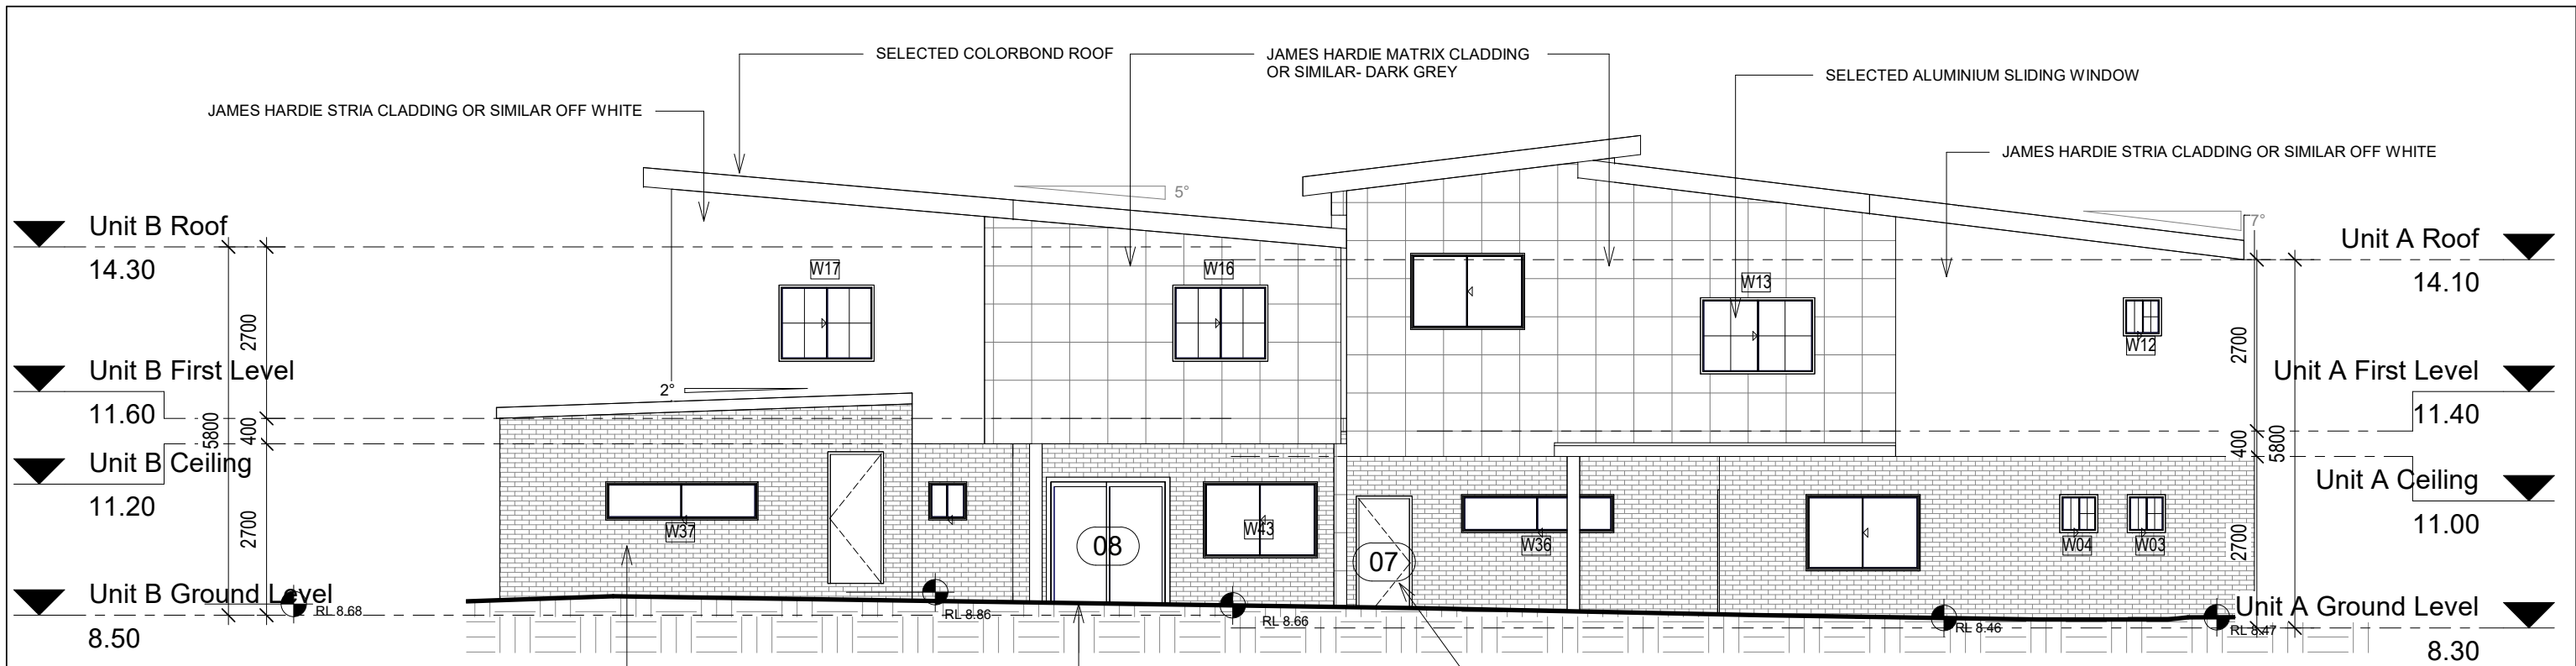 SELECTED COLORBOND ROOF
JAMES HARDIE MATRIX CLADDING
OR SIMILAR- DARK GREY
SELECTED ALUMINIUM SLIDING WINDOW
JAMES HARDIE STRIA CLADDING OR SIMILAR OFF WHITE
JAMES HARDIE STRIA CLADDING OR SIMILAR OFF WHITE
5°
7°
2°
Unit B Roof
14.30
Unit B First Level
11.60
Unit B Ceiling
11.20
Unit B Ground Level
8.50
2700
400
5800
2700
RL 8.68
W17
W16
W13
W12
W37
W43
W36
W04
W03
08
07
RL 8.86
RL 8.66
RL 8.46
RL 8.47
2700
400
5800
2700
Unit A Roof
14.10
Unit A First Level
11.40
Unit A Ceiling
11.00
Unit A Ground Level
8.30